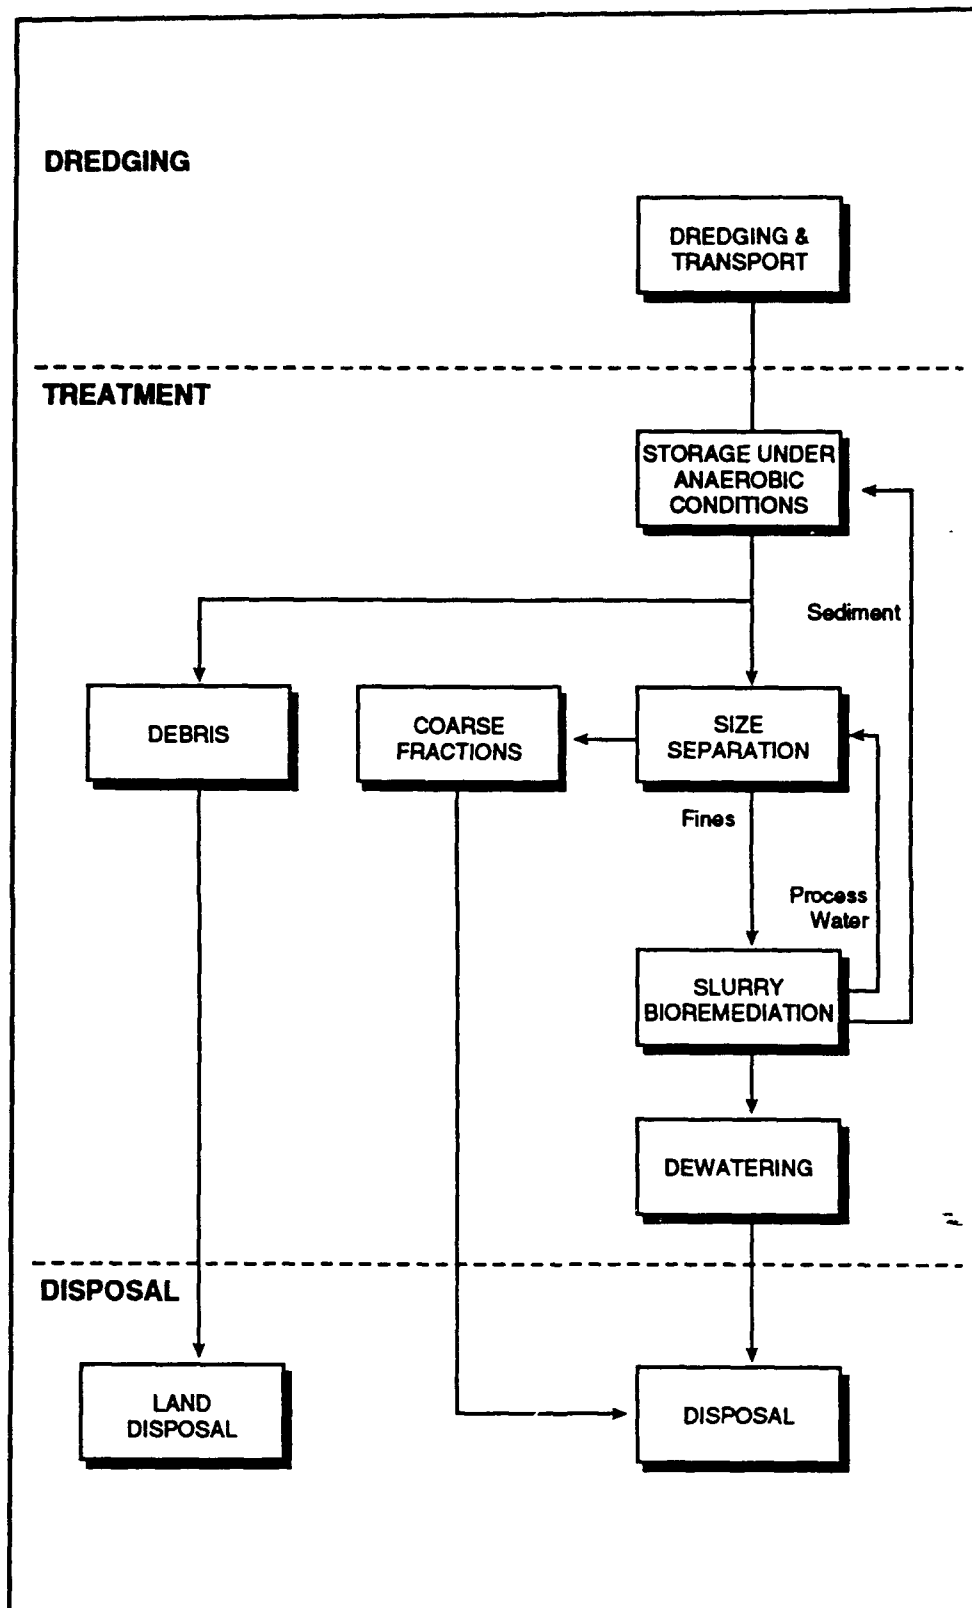 DREDGING
DREDGING &
TRANSPORT
TREATMENT
STORAGE UNDER
ANAEROBIC
CONDITIONS
Sediment
DEBRIS
COARSE
FRACTIONS
SIZE
SEPARATION
Fines
Process
Water
SLURRY
BIOREMEDIATION
DEWATERING
DISPOSAL
LAND
DISPOSAL
DISPOSAL